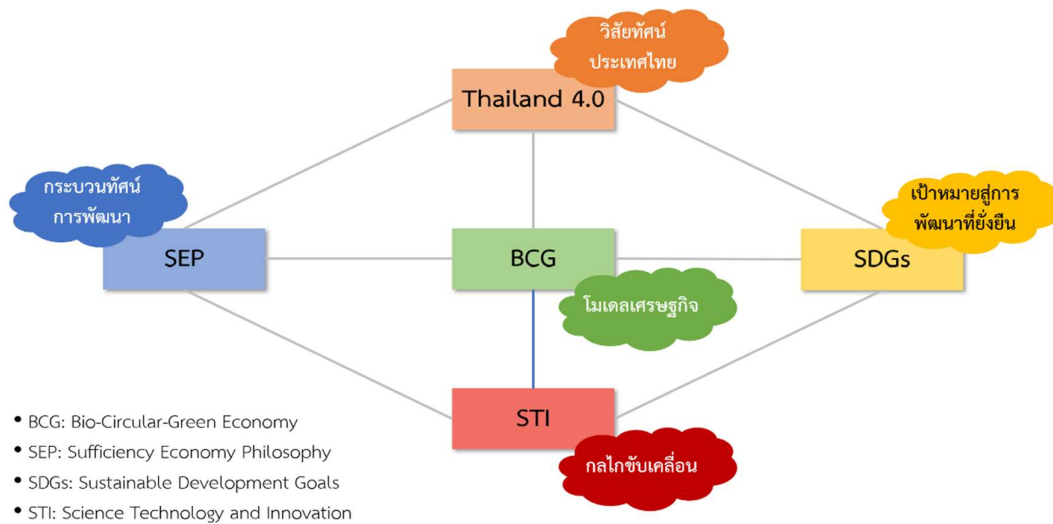 วิสัยทัศน์
ประเทศไทย
Thailand 4.0
กระบวนทัศน์
การพัฒนา
SEP
BCG
โมเดลเศรษฐกิจ
เป้าหมายสู่การ
พัฒนาที่ยั่งยืน
SDGs
STI
กลไกขับเคลื่อน
• BCG: Bio-Circular-Green Economy
• SEP: Sufficiency Economy Philosophy
• SDGs: Sustainable Development Goals
• STI: Science Technology and Innovation